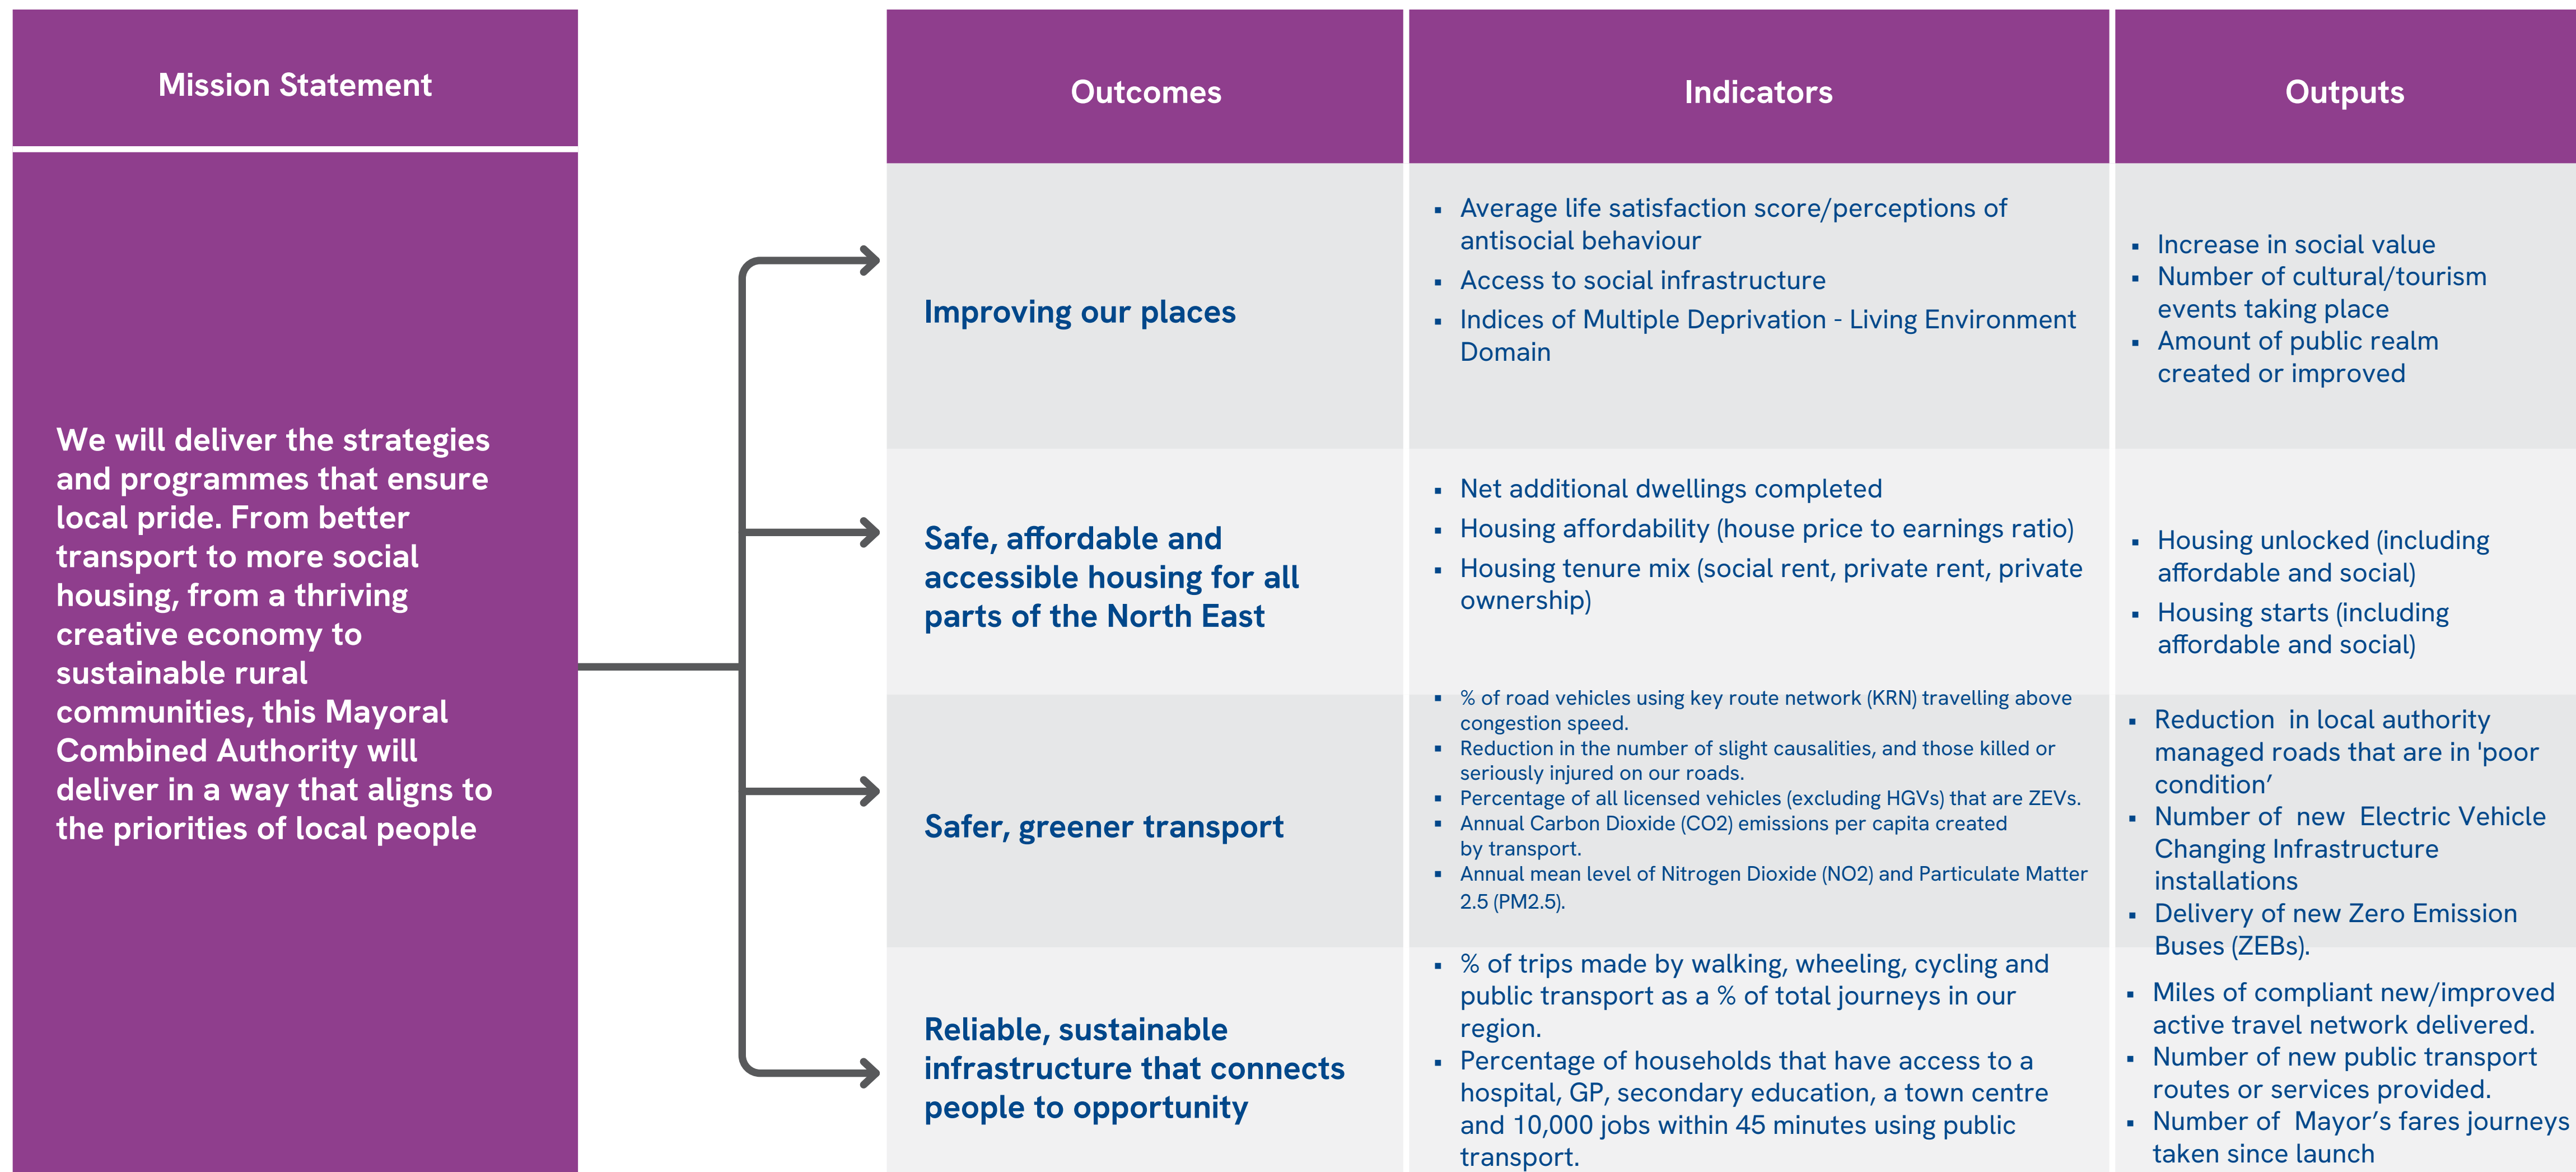 Mission Statement
We will deliver the strategies
and programmes that ensure
local pride. From better
transport to more social
housing, from a thriving
creative economy to
sustainable rural
communities, this Mayoral
Combined Authority will
deliver in a way that aligns to
the priorities of local people
Outcomes
Indicators
Outputs
Improving our places
▪ Average life satisfaction score/perceptions of
antisocial behaviour
▪ Access to social infrastructure
▪ Indices of Multiple Deprivation - Living Environment
Domain
▪ Increase in social value
▪ Number of cultural/tourism
events taking place
▪ Amount of public realm
created or improved
Safe, affordable and
accessible housing for all
parts of the North East
▪ Net additional dwellings completed
▪ Housing affordability (house price to earnings ratio)
▪ Housing tenure mix (social rent, private rent, private
ownership)
▪ Housing unlocked (including
affordable and social)
▪ Housing starts (including
affordable and social)
Safer, greener transport
▪ % of road vehicles using key route network (KRN) travelling above
congestion speed.
▪ Reduction in the number of slight causalities, and those killed or
seriously injured on our roads.
▪ Percentage of all licensed vehicles (excluding HGVs) that are ZEVs.
▪ Annual Carbon Dioxide (CO2) emissions per capita created
by transport.
▪ Annual mean level of Nitrogen Dioxide (NO2) and Particulate Matter
2.5 (PM2.5).
▪ Reduction  in local authority
managed roads that are in 'poor
condition’
▪ Number of  new  Electric Vehicle
Changing Infrastructure
installations
▪ Delivery of new Zero Emission
Buses (ZEBs).
Reliable, sustainable
infrastructure that connects
people to opportunity
▪ % of trips made by walking, wheeling, cycling and
public transport as a % of total journeys in our
region.
▪ Percentage of households that have access to a
hospital, GP, secondary education, a town centre
and 10,000 jobs within 45 minutes using public
transport.
▪ Miles of compliant new/improved
active travel network delivered.
▪ Number of new public transport
routes or services provided.
▪ Number of  Mayor’s fares journeys
taken since launch